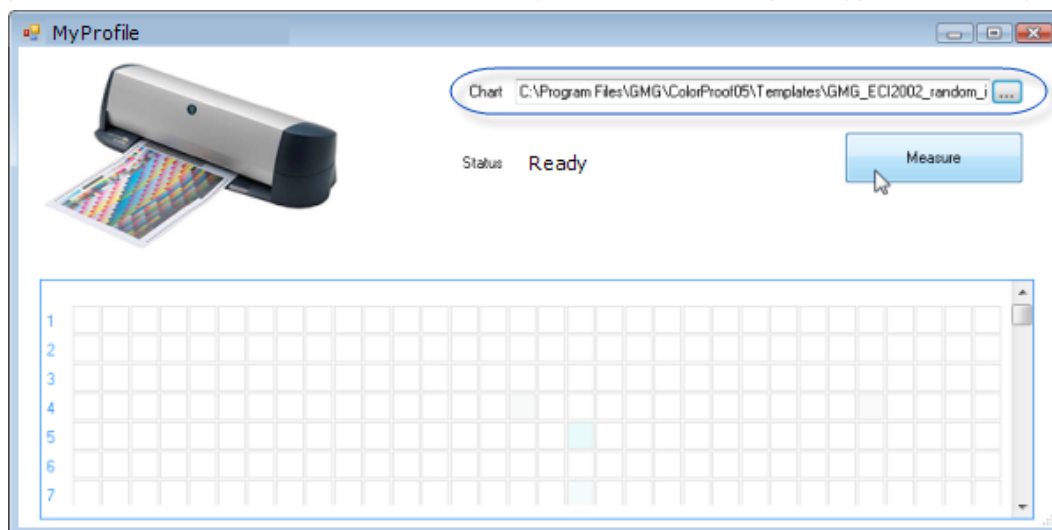 MyProfile
Chart C:\Program Files\GMG\ColorProof05\Templates\GMG_ECI2002_random_i ...
Status Ready
Measure
1
2
3
4
5
6
7